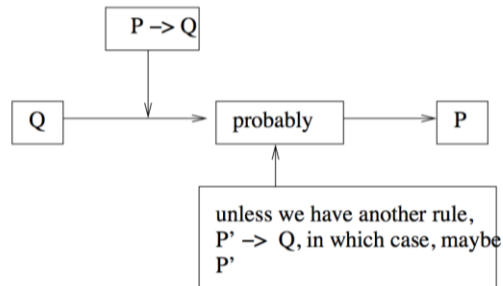 P -> Q
Q
probably
P
unless we have another rule,
P' -> Q, in which case, maybe
P'